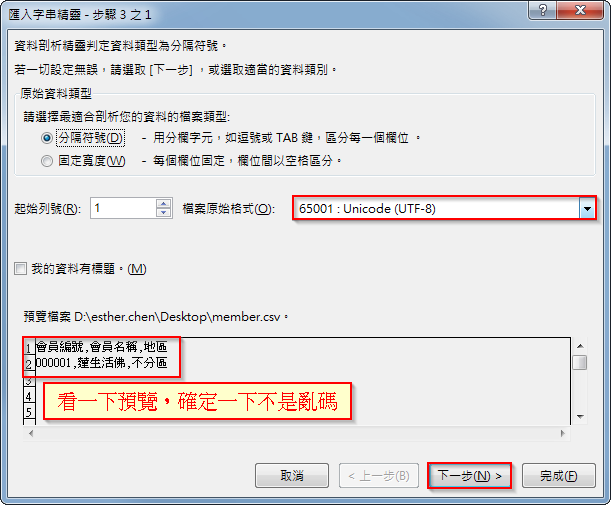 匯入字串精靈 - 步驟 3 之 1
資料剖析精靈判定資料類型為分隔符號。
若一切設定無誤，請選取 [下一步] ，或選取適當的資料類別。
原始資料類型
請選擇最適合剖析您的資料的檔案類型:
分隔符號(D) - 用分欄字元，如逗號或 TAB 鍵，區分每一個欄位 。
固定寬度(W) - 每個欄位固定，欄位間以空格區分。
起始列號(R): 1 檔案原始格式(O): 65001 : Unicode (UTF-8)
我的資料有標題。(M)
預覽檔案 D:\esther.chen\Desktop\member.csv。
1 會員編號,會員名稱,地區
2 000001,蓮生活佛,不分區
3
4
看一下預覽，確定一下不是亂碼
5
取消 < 上一步(B) 下一步(N) > 完成(F)